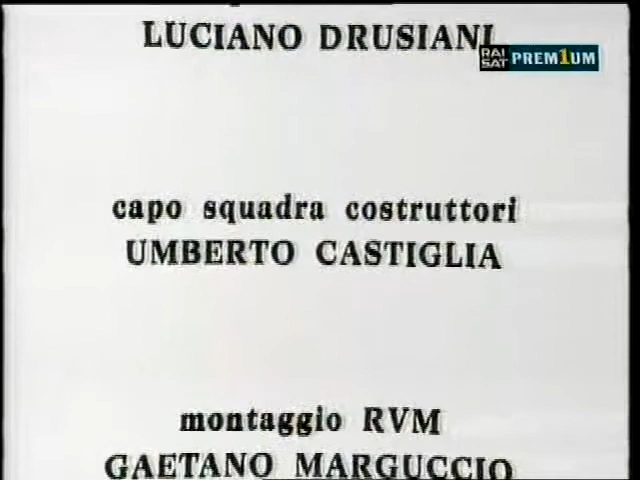 LUCIANO DRUSIANI
RAI
SAT PREM1UM
capo squadra costruttori
UMBERTO CASTIGLIA
montaggio RVM
GAETANO MARGUCCIO